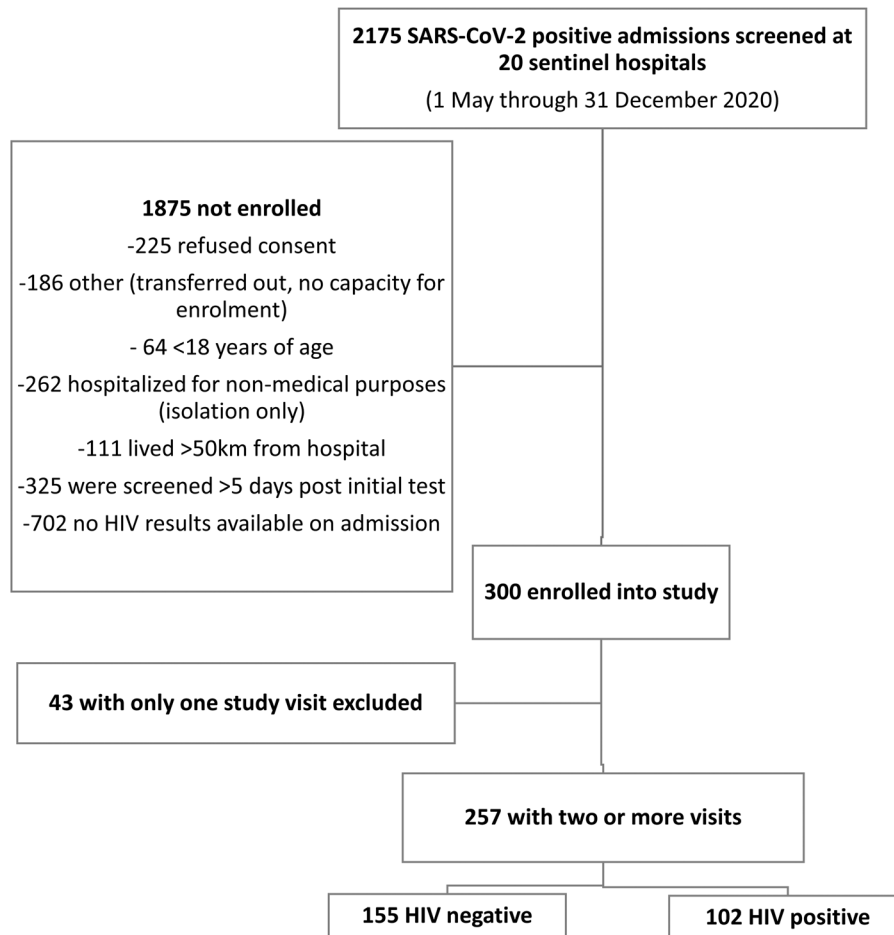 2175 SARS-CoV-2 positive admissions screened at
20 sentinel hospitals
(1 May through 31 December 2020)
1875 not enrolled
-225 refused consent
-186 other (transferred out, no capacity for
enrolment)
- 64 <18 years of age
-262 hospitalized for non-medical purposes
(isolation only)
-111 lived >50km from hospital
-325 were screened >5 days post initial test
-702 no HIV results available on admission
300 enrolled into study
43 with only one study visit excluded
257 with two or more visits
155 HIV negative
102 HIV positive